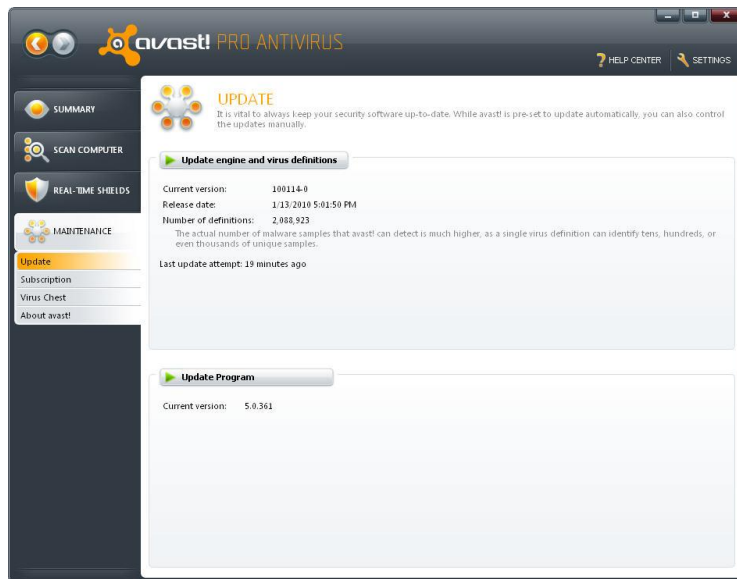 avast! PRO ANTIVIRUS
? HELP CENTER
SETTINGS
SUMMARY
SCAN COMPUTER
REAL-TIME SHIELDS
MAINTENANCE
Update
Subscription
Virus Chest
About avast!
UPDATE
It is vital to always keep your security software up-to-date. While avast! is pre-set to update automatically, you can also control
the updates manually.
Update engine and virus definitions
Current version: 100114-0
Release date: 1/13/2010 5:01:50 PM
Number of definitions: 2,088,923
The actual number of malware samples that avast! can detect is much higher, as a single virus definition can identify tens, hundreds, or
even thousands of unique samples.
Last update attempt: 19 minutes ago
Update Program
Current version: 5.0.361